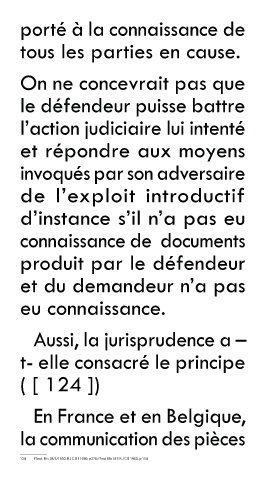 porté à la connaissance de
tous les parties en cause.
On ne concevrait pas que
le défendeur puisse battre
l'action judiciaire lui intenté
et répondre aux moyens
invoqués par son adversaire
de l'exploit introductif
d'instance s'il n'a pas eu
connaissance de documents
produit par le défendeur
et du demandeur n'a pas
eu connaissance.
Aussi, la jurisprudence a –
t- elle consacré le principe
( [ 124 ])
En France et en Belgique,
la communication des pièces
124